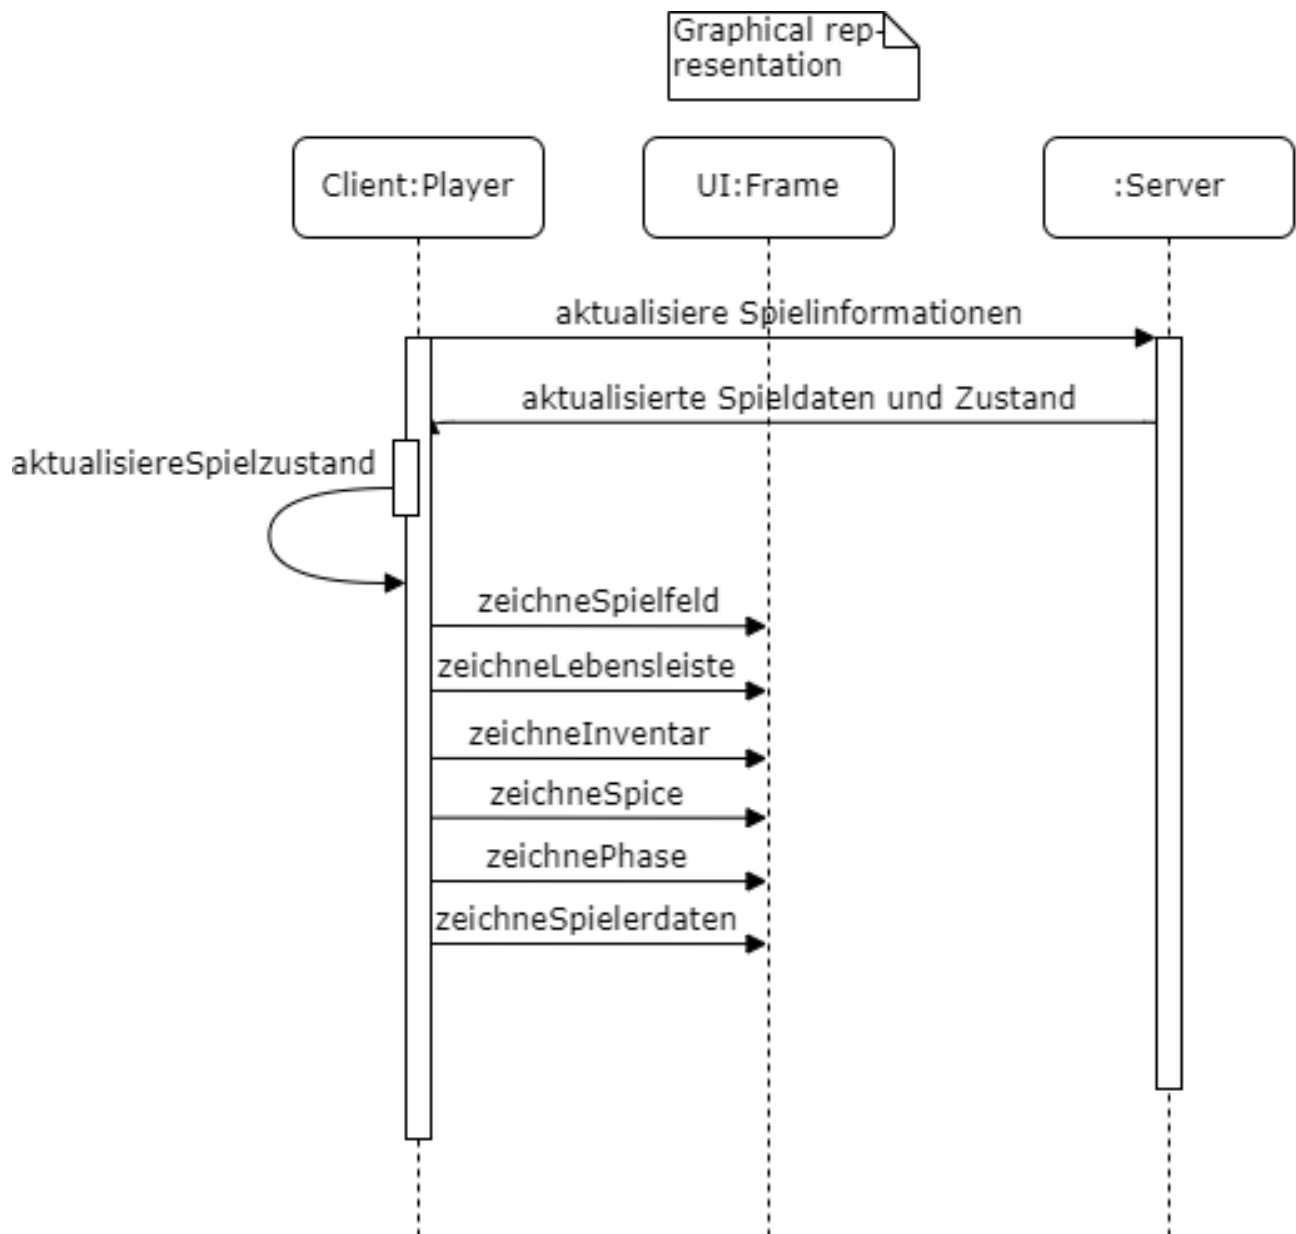 Graphical rep-
resentation
Client:Player
UI:Frame
:Server
aktualisiere Spielinformationen
aktualisierte Spieldaten und Zustand
aktualisiereSpielzustand
zeichneSpielfeld
zeichneLebensleiste
zeichneInventar
zeichneSpice
zeichnePhase
zeichneSpielerdaten